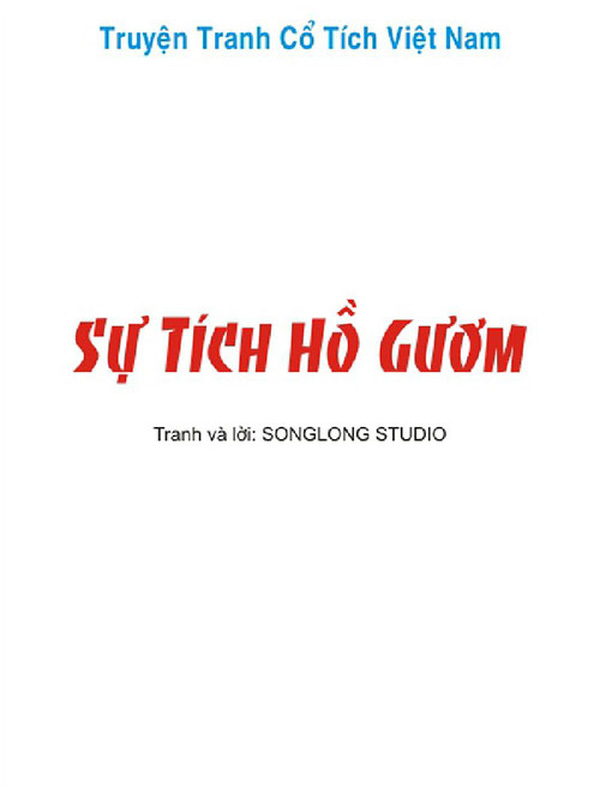 Truyện Tranh Cổ Tích Việt Nam
Sự Tích Hồ Gươm
Tranh và lời: SONGLONG STUDIO